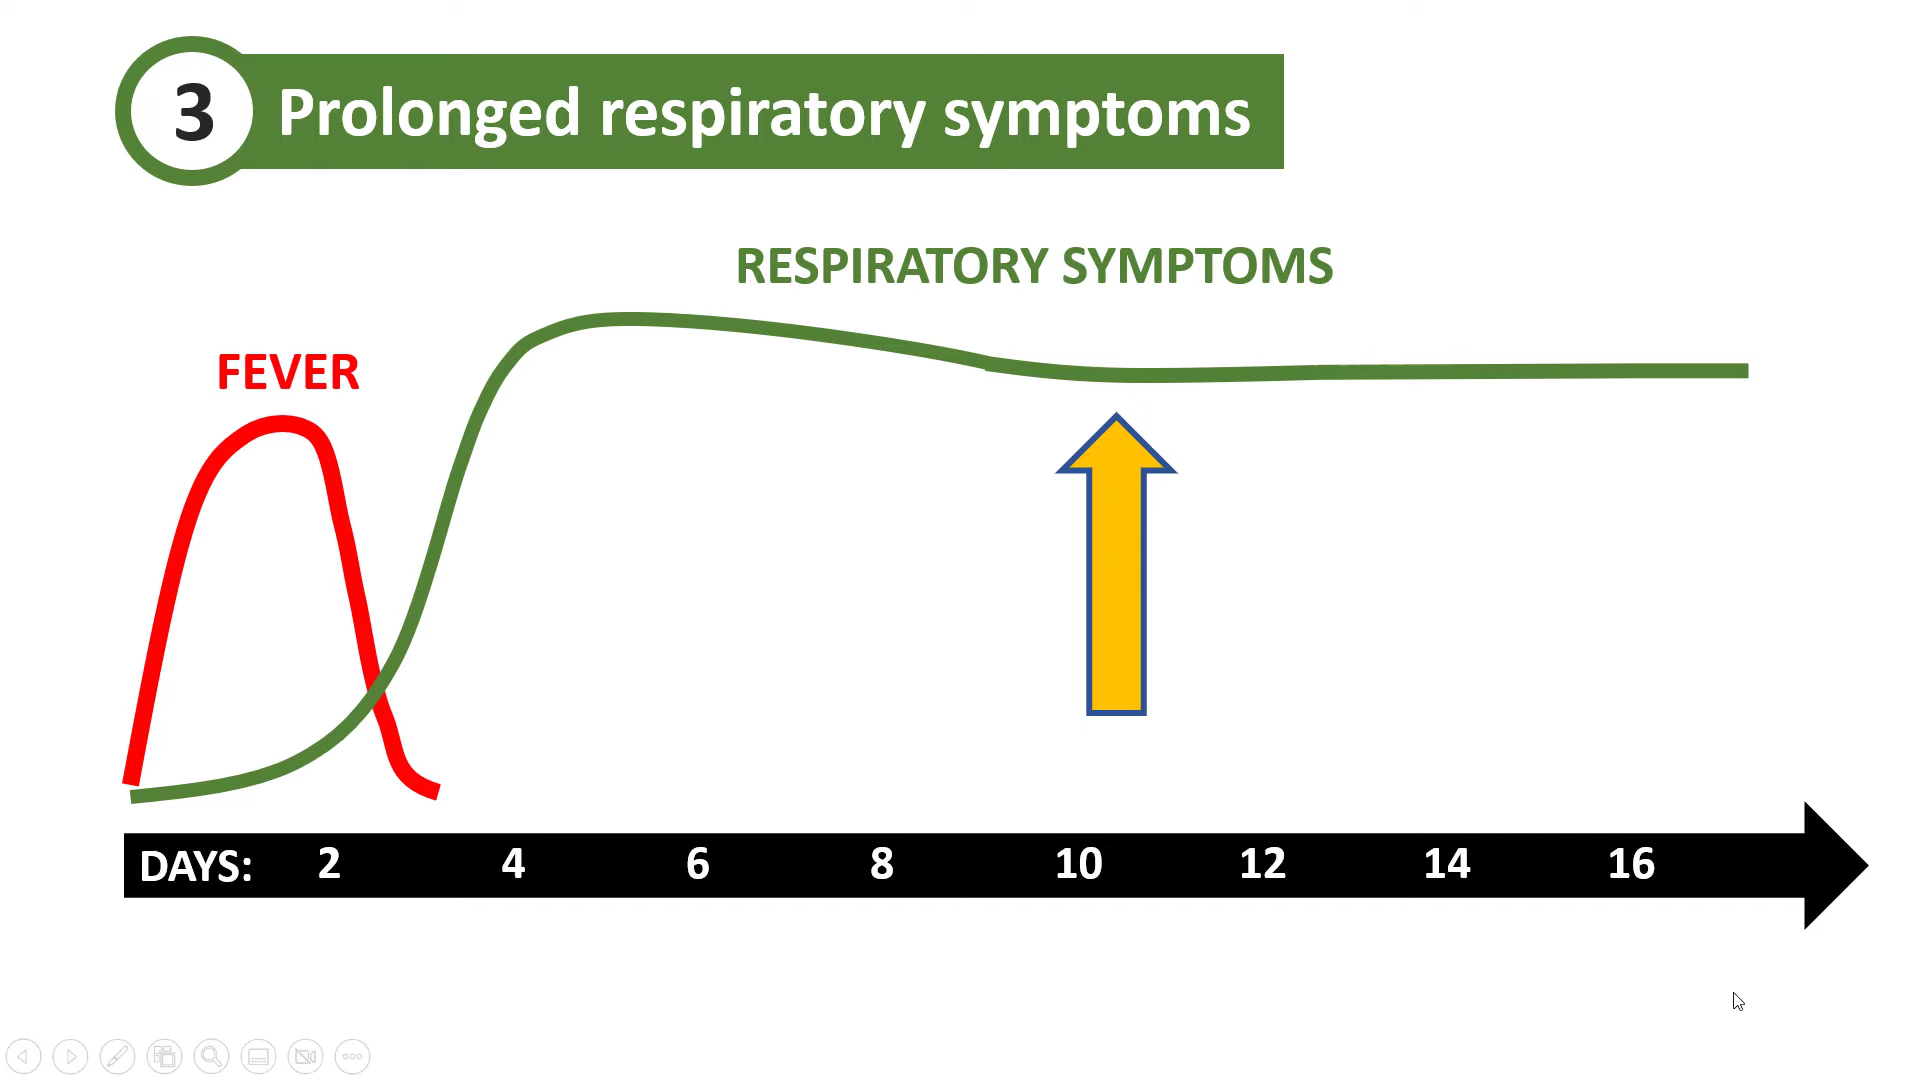 3 Prolonged respiratory symptoms
RESPIRATORY SYMPTOMS
FEVER
DAYS: 2 4 6 8 10 12 14 16